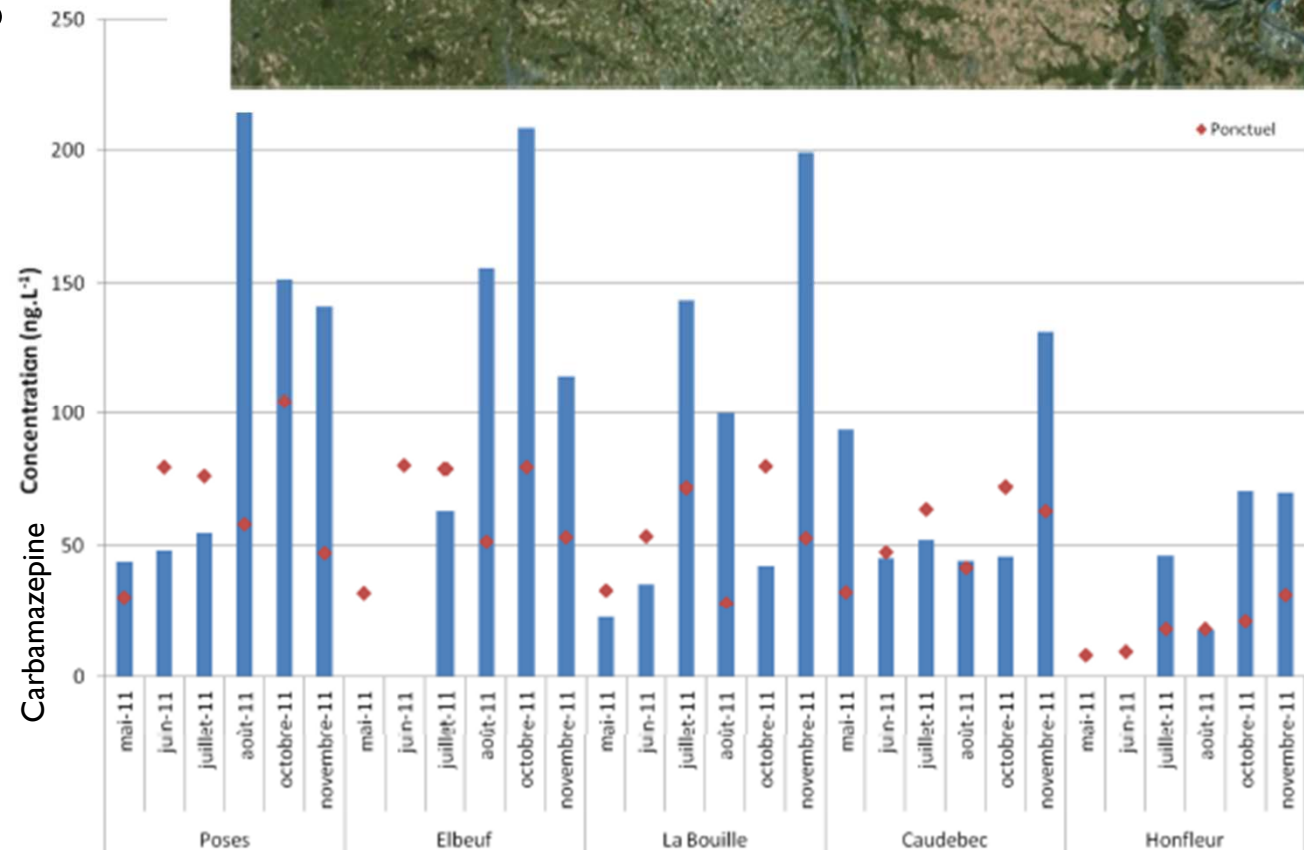 250
200
150
100
50
0
Concentration (ng.L-1)
Carbamazepine
Ponctuel
mai-11
juin-11
juillet-11
août-11
octobre-11
novembre-11
mai-11
juin-11
juillet-11
août-11
octobre-11
novembre-11
mai-11
juin-11
juillet-11
août-11
octobre-11
novembre-11
mai-11
juin-11
juillet-11
août-11
octobre-11
novembre-11
mai-11
juin-11
juillet-11
août-11
octobre-11
novembre-11
Poses
Elbeuf
La Bouille
Caudebec
Honfleur